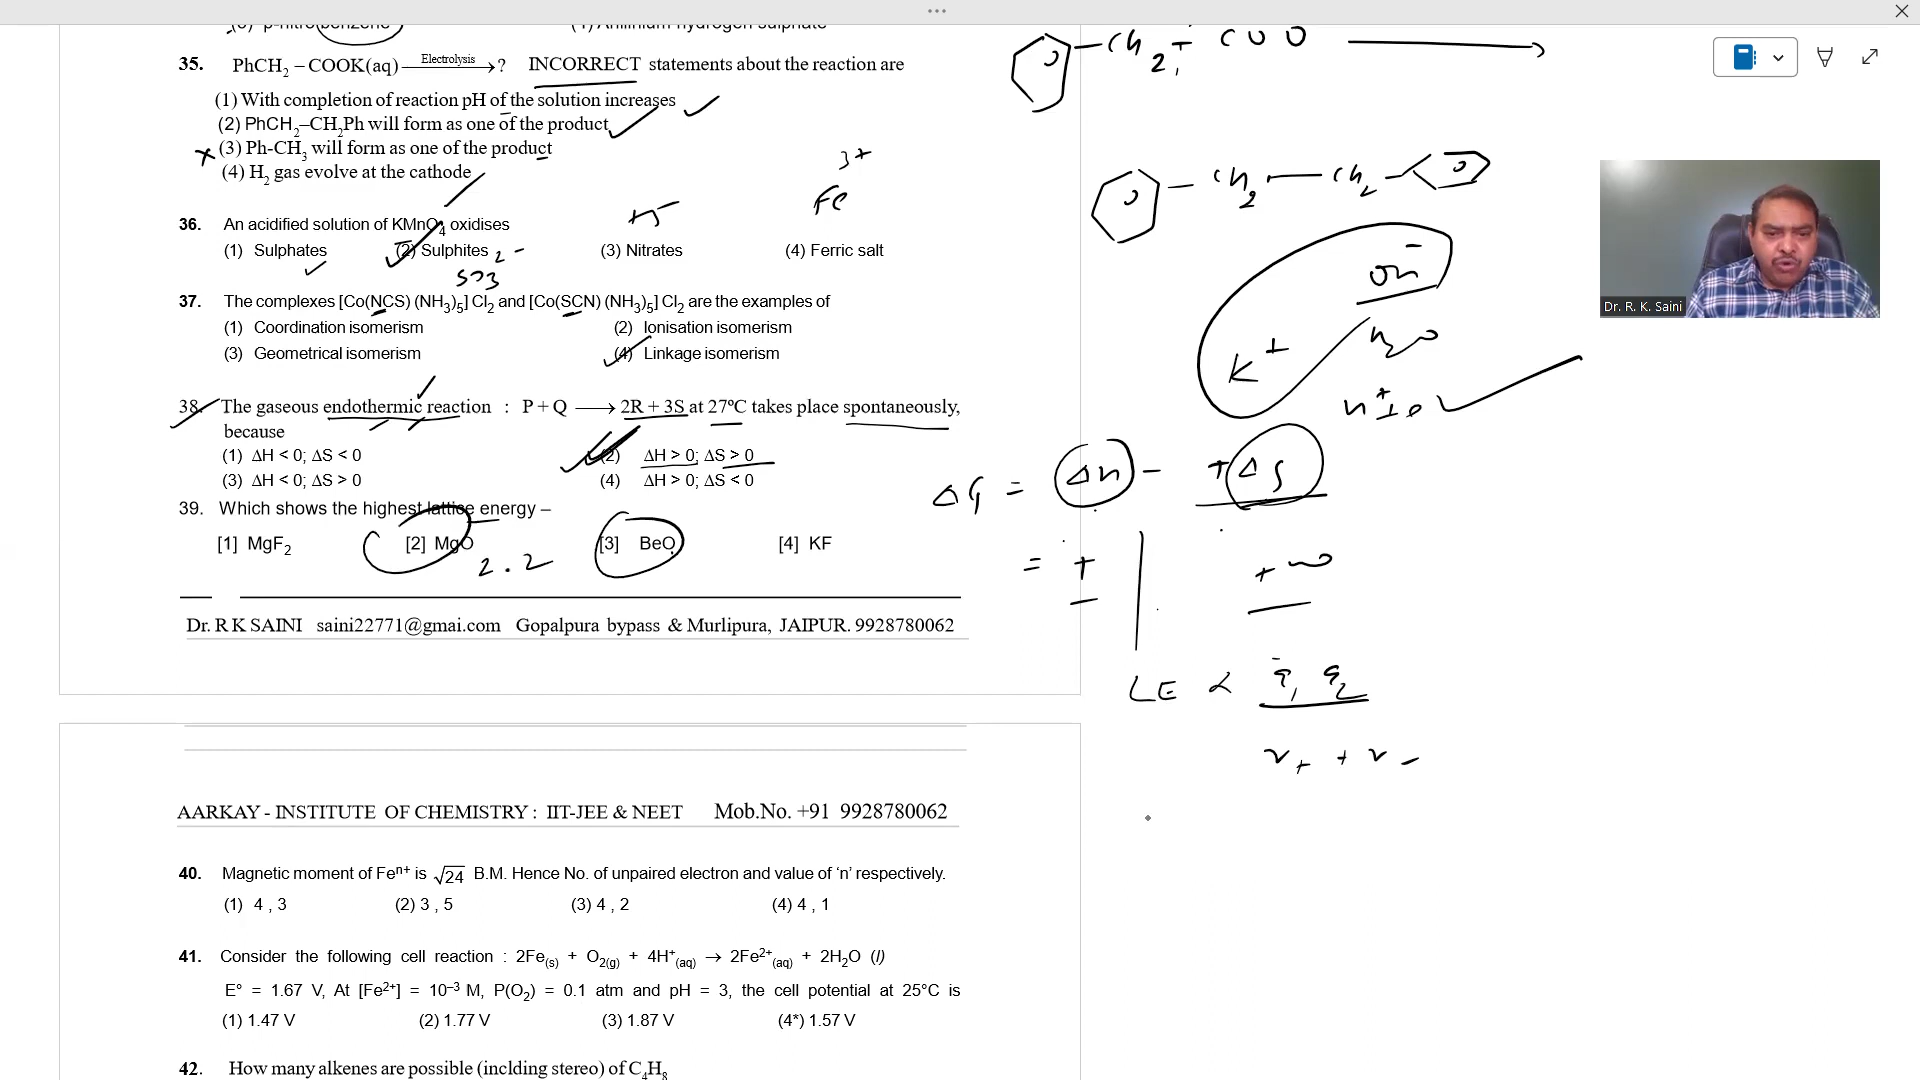 35. PhCH2 – COOK(aq) —Electrolysis→? INCORRECT statements about the reaction are
(1) With completion of reaction pH of the solution increases
(2) PhCH2–CH2Ph will form as one of the product
(3) Ph-CH3 will form as one of the product
(4) H2 gas evolve at the cathode
36. An acidified solution of KMnO4 oxidises
(1) Sulphates (2) Sulphites (3) Nitrates (4) Ferric salt
+5
Fe 3+
SO3 2-
37. The complexes [Co(NCS) (NH3)5] Cl2 and [Co(SCN) (NH3)5] Cl2 are the examples of
(1) Coordination isomerism (2) Ionisation isomerism
(3) Geometrical isomerism (4) Linkage isomerism
38. The gaseous endothermic reaction : P + Q ⟶ 2R + 3S at 27ºC takes place spontaneously,
because
(1) ΔH < 0; ΔS < 0 (2) ΔH > 0; ΔS > 0
(3) ΔH < 0; ΔS > 0 (4) ΔH > 0; ΔS < 0
39. Which shows the highest lattice energy –
[1] MgF2 [2] MgO [3] BeO [4] KF
2.2
Dr. R K SAINI saini22771@gmai.com Gopalpura bypass & Murlipura, JAIPUR. 9928780062
AARKAY - INSTITUTE OF CHEMISTRY : IIT-JEE & NEET Mob.No. +91 9928780062
40. Magnetic moment of Fen+ is √24 B.M. Hence No. of unpaired electron and value of ‘n’ respectively.
(1) 4 , 3 (2) 3 , 5 (3) 4 , 2 (4) 4 , 1
41. Consider the following cell reaction : 2Fe(s) + O2(g) + 4H+(aq) → 2Fe2+(aq) + 2H2O (l)
E° = 1.67 V, At [Fe2+] = 10–3 M, P(O2) = 0.1 atm and pH = 3, the cell potential at 25°C is
(1) 1.47 V (2) 1.77 V (3) 1.87 V (4*) 1.57 V
42. How many alkenes are possible (inclding stereo) of C4H8
CH2 COO
CH2 — CH2
OH-
K+
H2O
ΔG = ΔH - TΔS
= +
LE ∝ q1 q2
r+ + r-
Dr. R. K. Saini